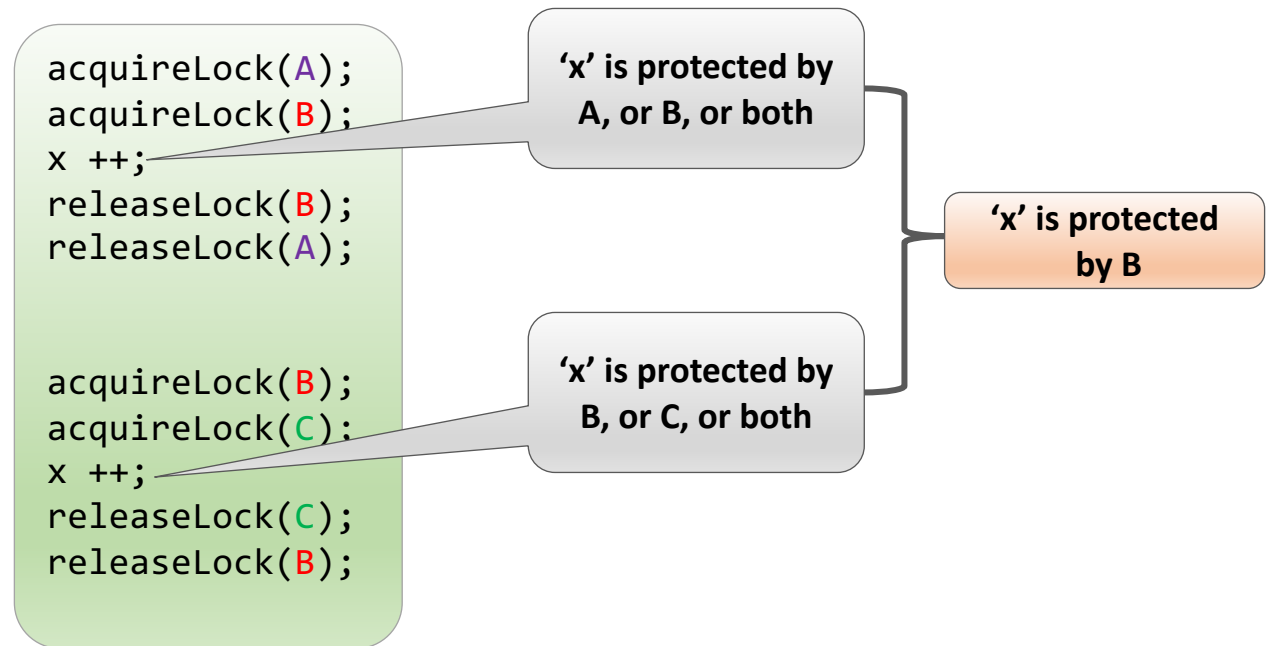 acquireLock(A);
acquireLock(B);
x ++;
releaseLock(B);
releaseLock(A);
acquireLock(B);
acquireLock(C);
x ++;
releaseLock(C);
releaseLock(B);
‘x’ is protected by
A, or B, or both
‘x’ is protected by
B, or C, or both
‘x’ is protected
by B